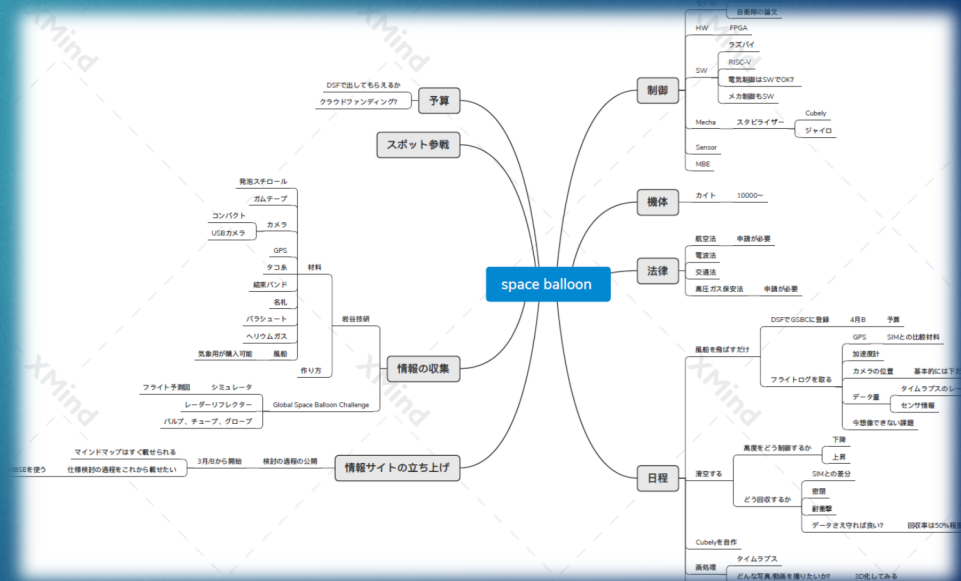 space balloon
予算
DSFで出してもらえるか
クラウドファンディング?
スポット参戦
情報の収集
岩谷技研
材料
発泡スチロール
ガムテープ
カメラ
コンパクト
USBカメラ
GPS
タコ糸
結束バンド
名札
パラシュート
ヘリウムガス
風船
気象用が購入可能
作り方
Global Space Balloon Challenge
シミュレータ
フライト予測図
レーダーリフレクター
バルブ、チューブ、グローブ
情報サイトの立ち上げ
検討の過程の公開
3月/Bから開始
マインドマップはすぐ載せられる
仕様検討の過程をこれから載せたい
BSEを使う
制御
自衛隊の論文
HW
FPGA
SW
ラズパイ
RISC-V
電気制御はSWでOK?
メカ制御もSW
Mecha
スタビライザー
Cubely
ジャイロ
Sensor
MBE
機体
カイト
10000〜
法律
航空法
申請が必要
電波法
交通法
高圧ガス保安法
申請が必要
日程
風船を飛ばすだけ
DSFでGSBCに登録
4月B
予算
フライトログを取る
GPS
SIMとの比較材料
加速度計
カメラの位置
基本的には下だ
データ量
タイムラプスのレー
センサ情報
今想像できない課題
滑空する
高度をどう制御するか
下降
上昇
どう回収するか
SIMとの差分
密閉
耐衝撃
データさえ守れば良い?
回収率は50%程度
Cubelyを自作
画処理
タイムラプス
どんな写真/動画を撮りたいか?
3D化してみる
XMind
XMind
XMind
XMind
XMind
XMind